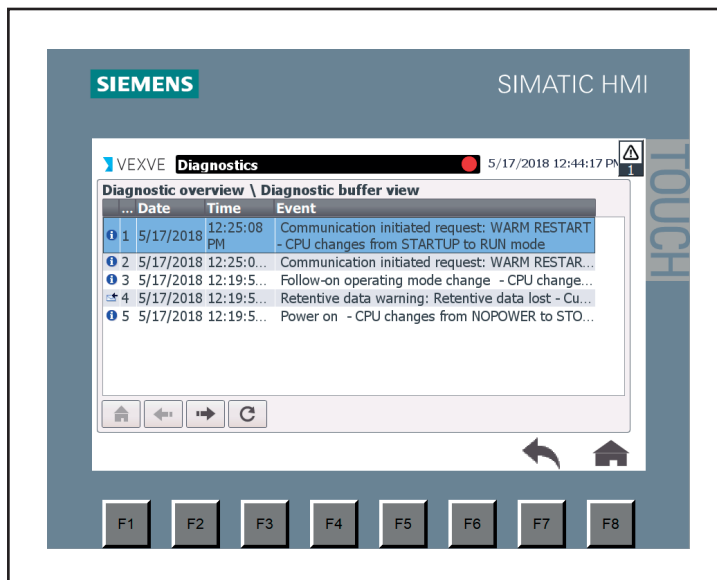 SIEMENS
SIMATIC HMI
TOUCH
VEXVE Diagnostics 5/17/2018 12:44:17 PM
1
Diagnostic overview \ Diagnostic buffer view
... Date Time Event
1 5/17/2018 12:25:08 PM Communication initiated request: WARM RESTART
- CPU changes from STARTUP to RUN mode
2 5/17/2018 12:25:0... Communication initiated request: WARM RESTAR...
3 5/17/2018 12:19:5... Follow-on operating mode change - CPU change...
4 5/17/2018 12:19:5... Retentive data warning: Retentive data lost - Cu...
5 5/17/2018 12:19:5... Power on - CPU changes from NOPOWER to STO...
F1 F2 F3 F4 F5 F6 F7 F8